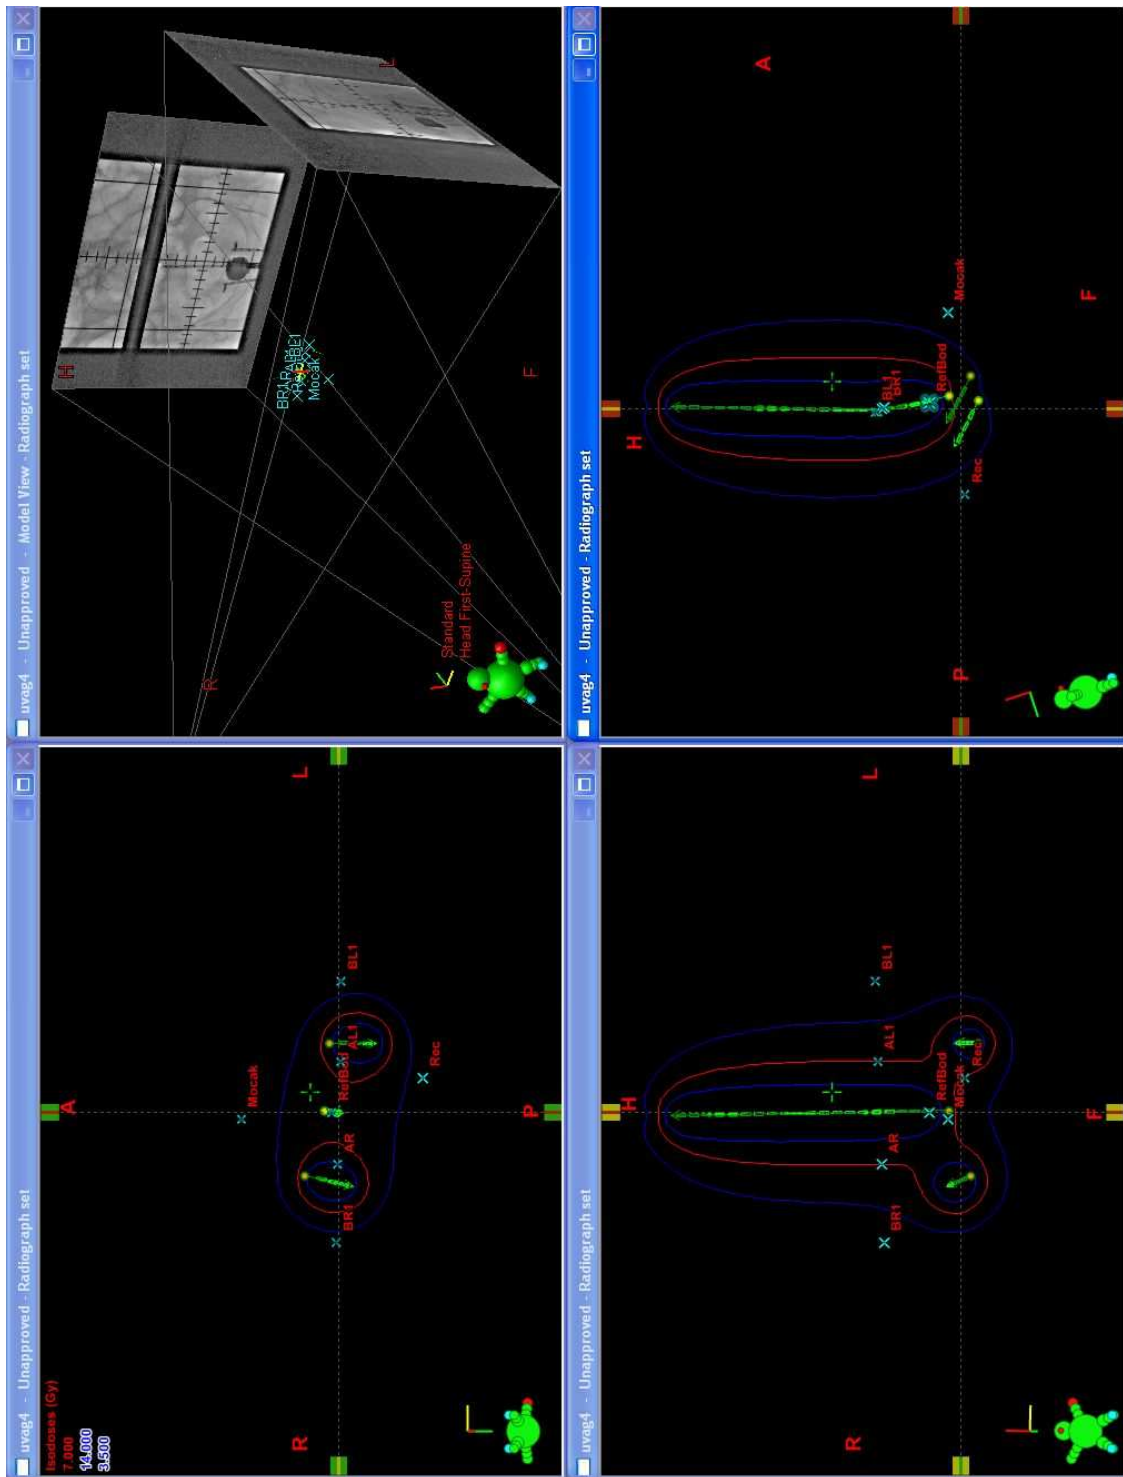 uvag4 - Unapproved - Radiograph set
Isodoses (Gy)
7.000
14.000
3.500
A
Mocak
R
L
BR1
AR
RefBod
AL1
BL1
Rec
P
uvag4 - Unapproved - Model View - Radiograph set
H
L
R
BR1
Mocak
F
Standard
Head First-Supine
uvag4 - Unapproved - Radiograph set
H
R
L
BR1
AR
AL1
BL1
RefBod
Mocak
Rec
F
uvag4 - Unapproved - Radiograph set
H
A
BL1
BR1
RefBod
Mocak
Rec
P
F